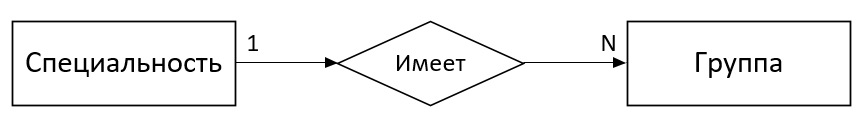 Специальность
1
Имеет
N
Группа